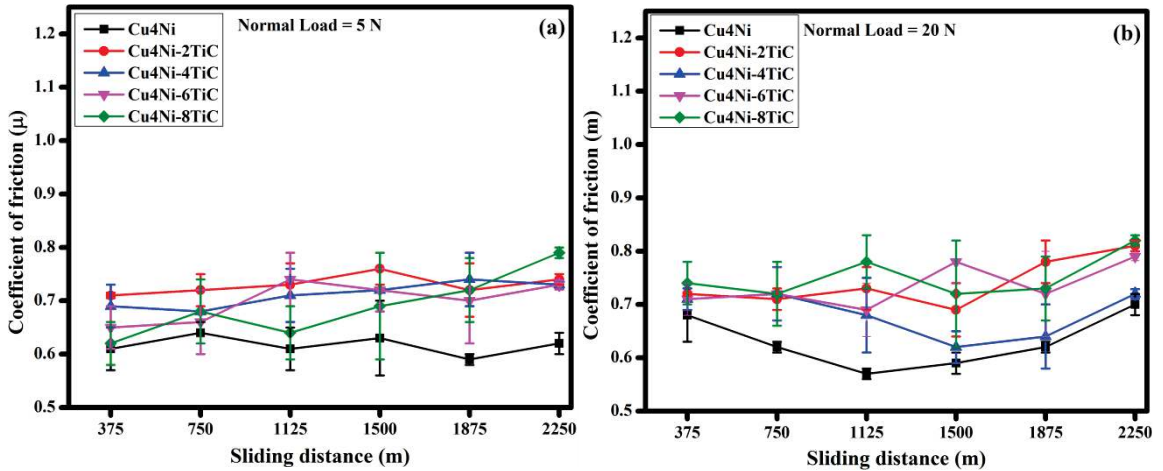 Cu4Ni
Cu4Ni-2TiC
Cu4Ni-4TiC
Cu4Ni-6TiC
Cu4Ni-8TiC
Normal Load = 5 N
(a)
Coefficient of friction (μ)
1.2
1.1
1.0
0.9
0.8
0.7
0.6
0.5
375 750 1125 1500 1875 2250
Sliding distance (m)
Cu4Ni
Cu4Ni-2TiC
Cu4Ni-4TiC
Cu4Ni-6TiC
Cu4Ni-8TiC
Normal Load = 20 N
(b)
Coefficient of friction (m)
1.2
1.1
1.0
0.9
0.8
0.7
0.6
0.5
375 750 1125 1500 1875 2250
Sliding distance (m)